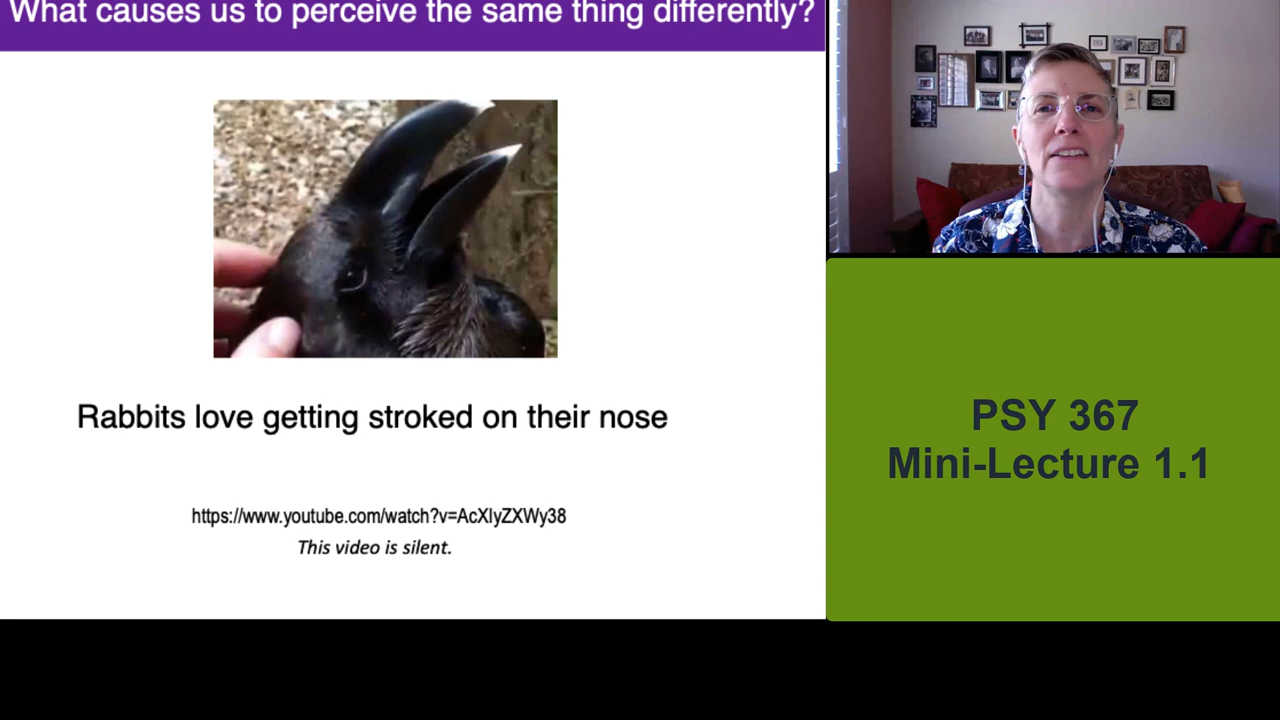 What causes us to perceive the same thing differently?
Rabbits love getting stroked on their nose
https://www.youtube.com/watch?v=AcXIyZXWy38
This video is silent.
PSY 367
Mini-Lecture 1.1